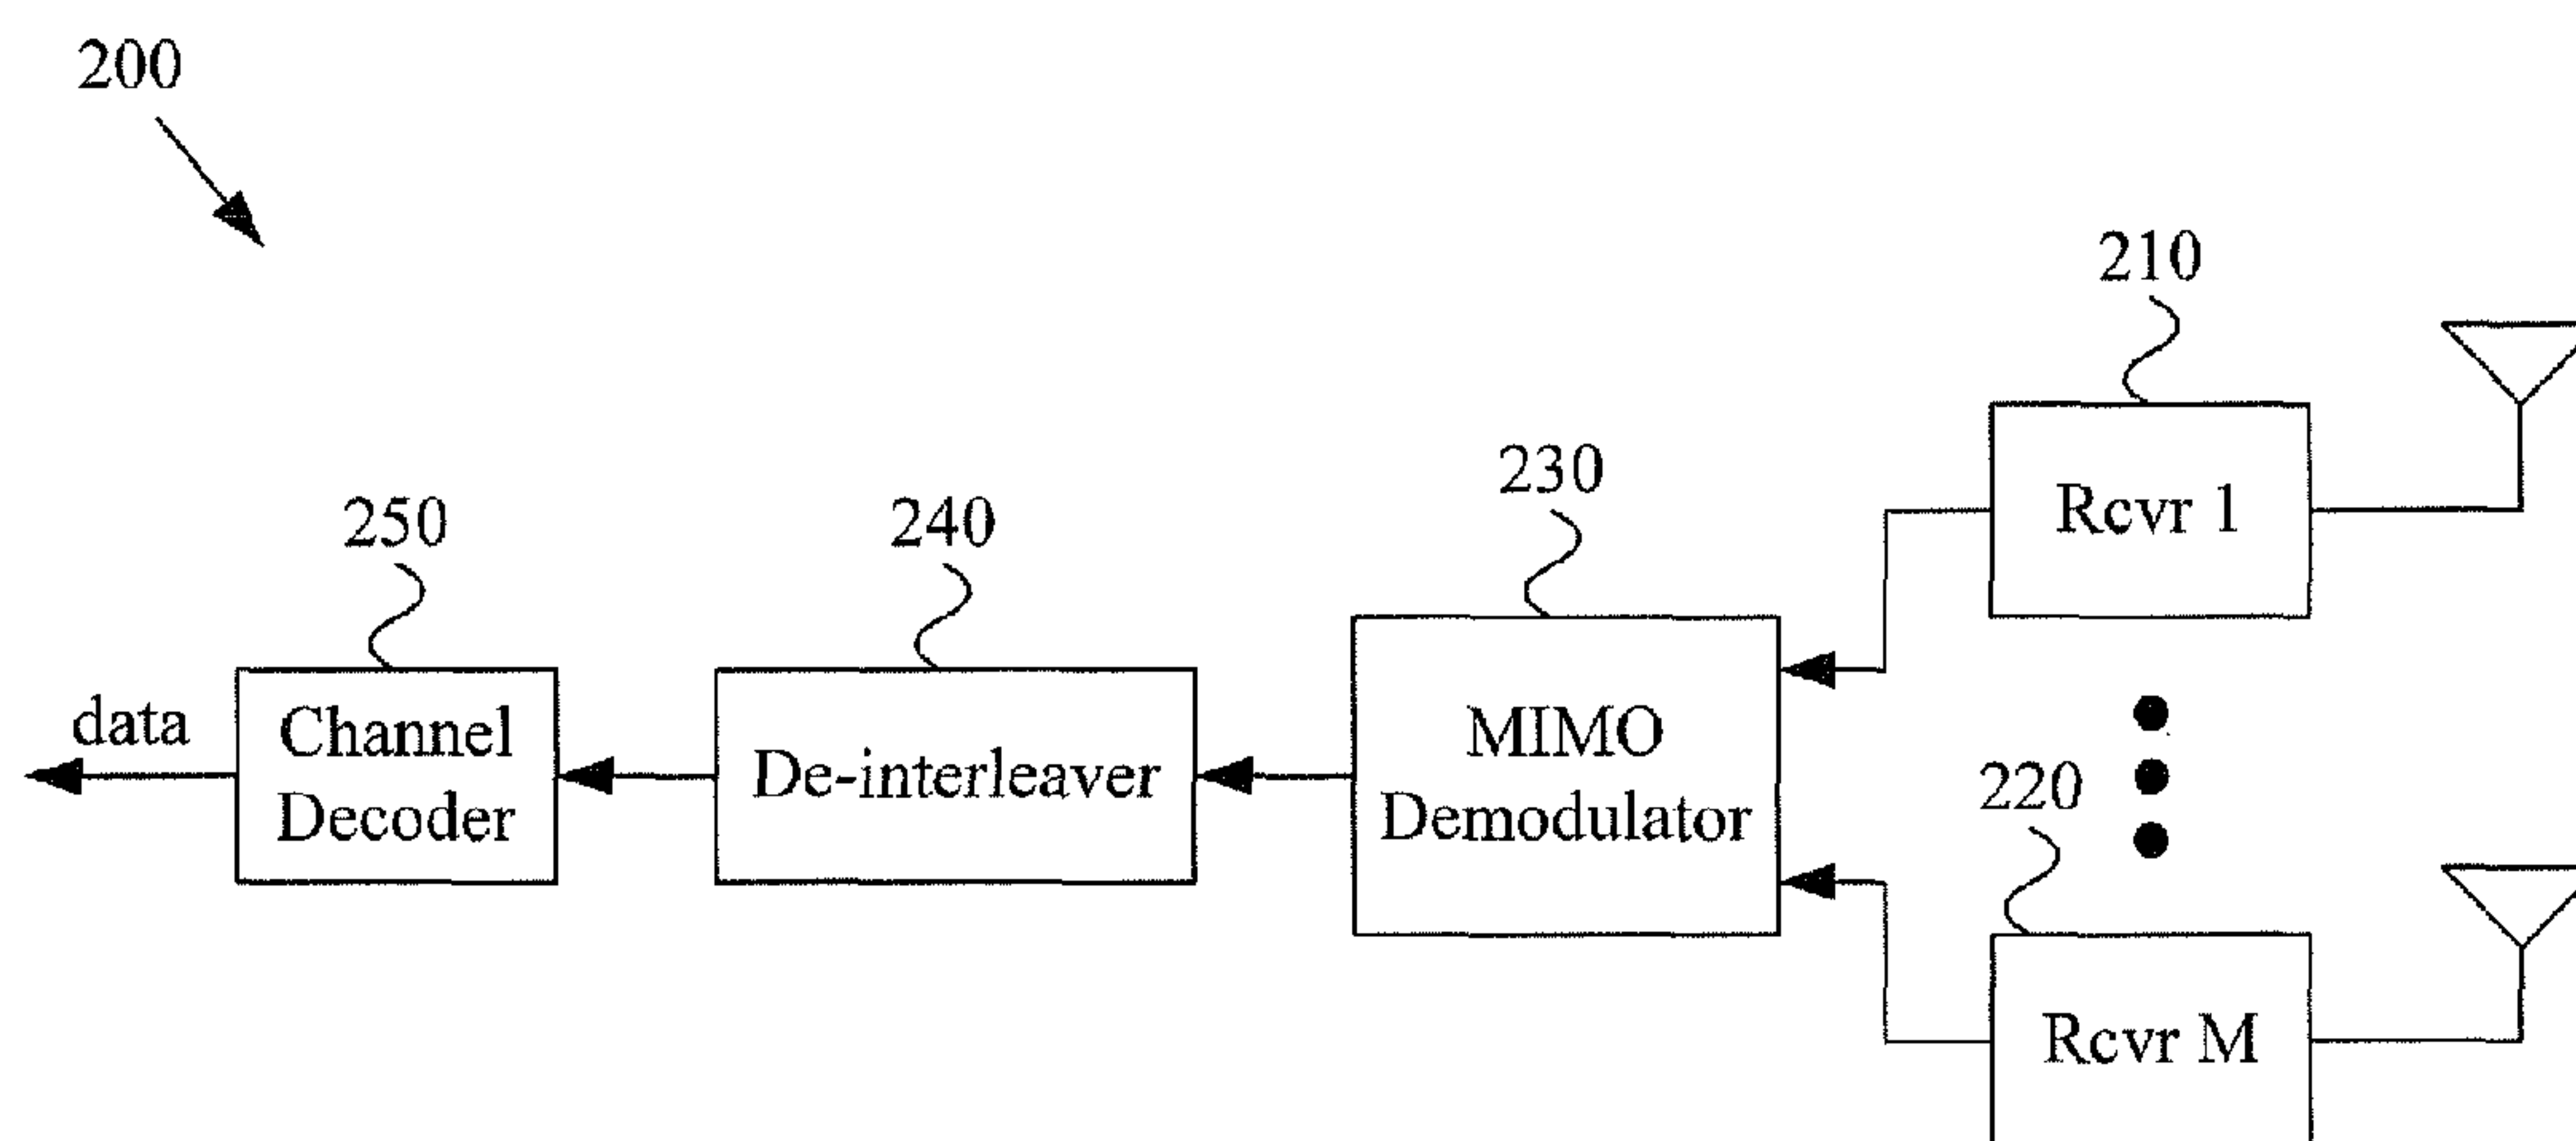 200
210
Rcvr 1
230
250
240
data
Channel
Decoder
De-interleaver
MIMO
Demodulator
220
Rcvr M